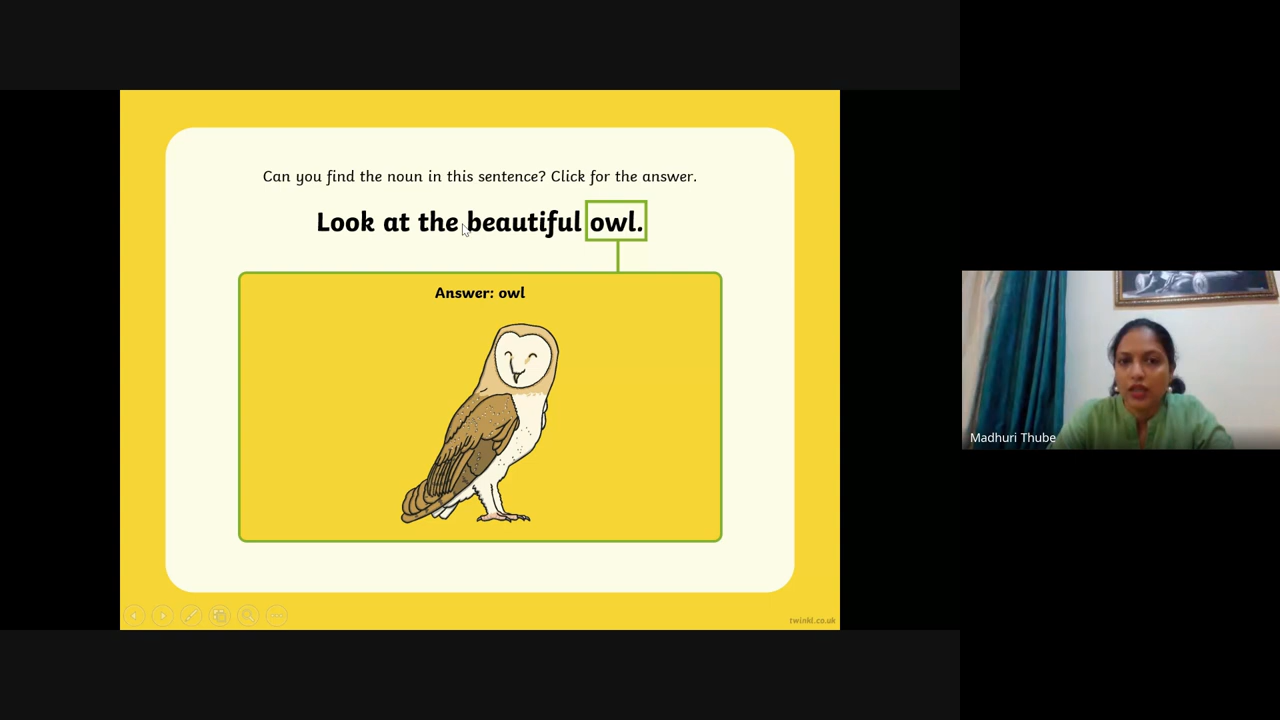 Can you find the noun in this sentence? Click for the answer.
Look at the beautiful owl.
Answer: owl
Madhuri Thube
twinkl.co.uk